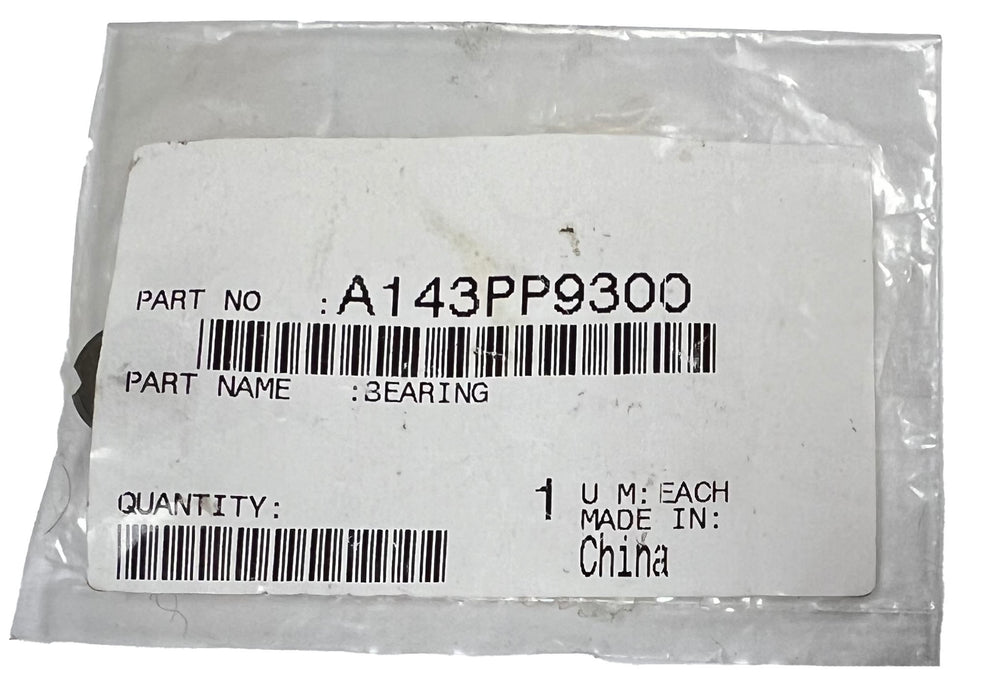 PART NO :A143PP9300
PART NAME :BEARING
QUANTITY: 1 U M: EACH
MADE IN:
China